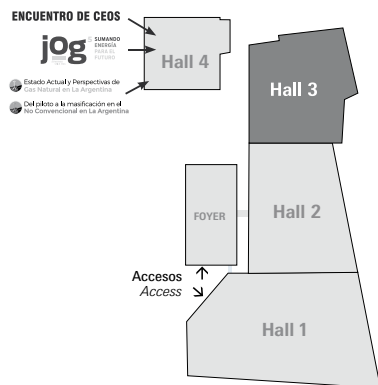 ENCUENTRO DE CEOS
jog
SUMANDO
ENERGÍA
PARA EL
FUTURO
Estado Actual y Perspectivas de
Gas Natural en La Argentina
Del piloto a la masificación en el
No Convencional en La Argentina
Hall 4
Hall 3
FOYER
Hall 2
Accesos
Access
Hall 1